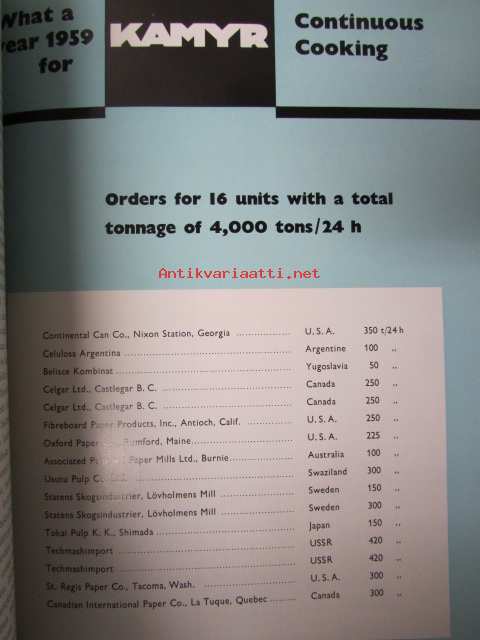 What a
year 1959
for
KAMYR
Continuous
Cooking
Orders for 16 units with a total
tonnage of 4,000 tons/24 h
Antikvariaatti.net
Continental Can Co., Nixon Station, Georgia .................. U.S.A. 350 t/24 h
Celulosa Argentina .................. Argentine 100 „
Belisce Kombinat .................. Yugoslavia 50 „
Celgar Ltd., Castlegar B. C. .................. Canada 250 „
Celgar Ltd., Castlegar B. C. .................. Canada 250 „
Fibreboard Paper Products, Inc., Antioch, Calif. .................. U.S.A. 250 „
Oxford Paper Rumford, Maine .................. U.S.A. 225 „
Associated Paper Mills Ltd., Burnie .................. Australia 100 „
Usutu Pulp .................. Swaziland 300 „
Statens Skogsindustrier, Lövholmens Mill .................. Sweden 150 „
Statens Skogsindustrier, Lövholmens Mill .................. Sweden 300 „
Tokai Pulp K. K., Shimada .................. Japan 150 „
Techmashimport .................. USSR 420 „
Techmashimport .................. USSR 420 „
St. Regis Paper Co., Tacoma, Wash. .................. U.S.A. 300 „
Canadian International Paper Co., La Tuque, Quebec .......... Canada 300 „